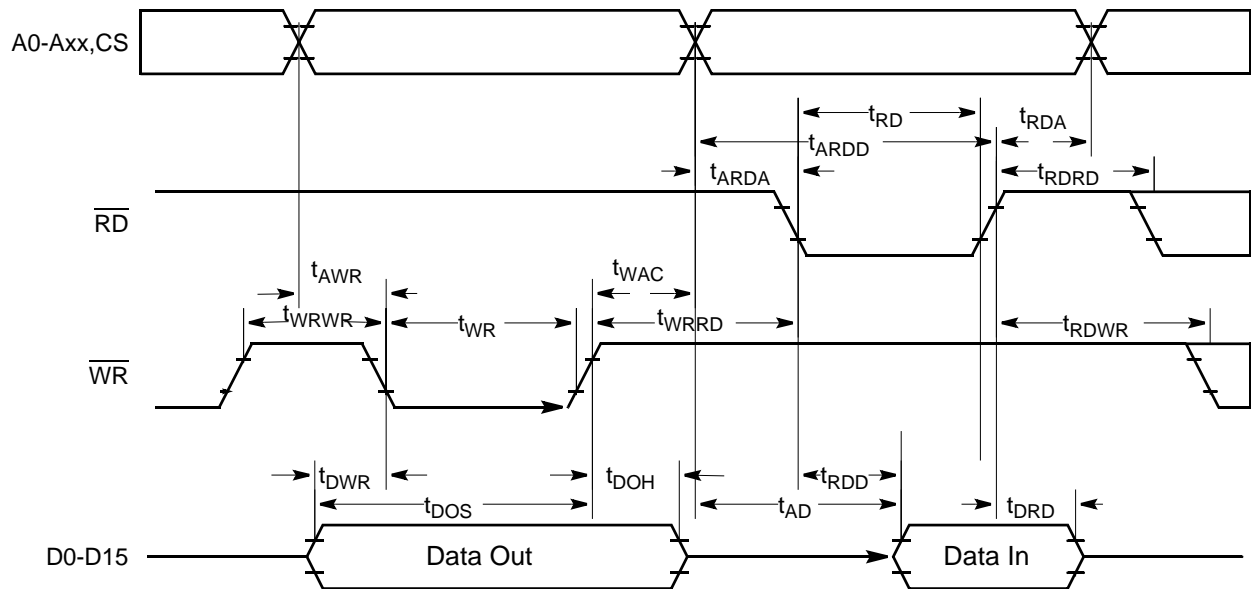 A0-Axx,CS
tRD
tRDA
tARDD
tARDA
tRDRD
RD
tAWR
tWAC
tWRWR
tWR
tWRRD
tRDWR
WR
tDWR
tDOH
tRDD
tDOS
tAD
tDRD
D0-D15
Data Out
Data In